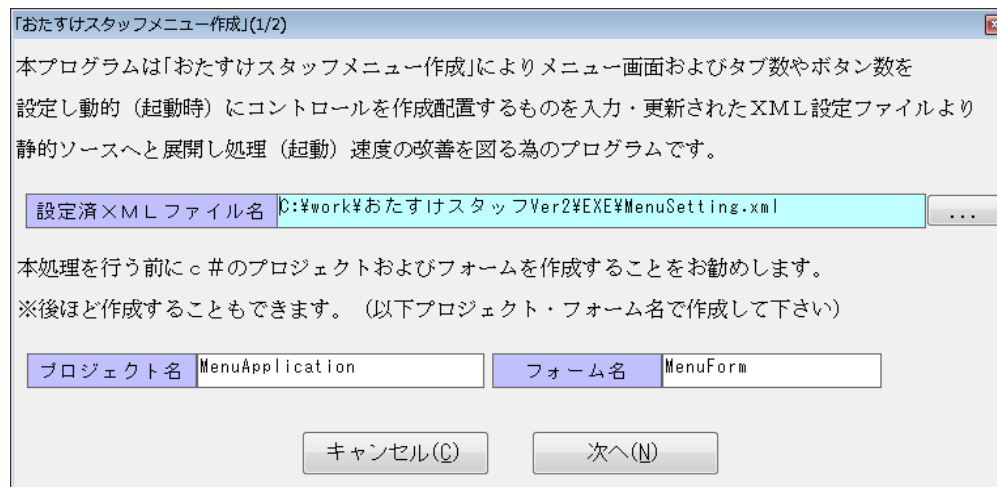 「おたすけスタッフメニュー作成」(1/2)
本プログラムは「おたすけスタッフメニュー作成」によりメニュー画面およびタブ数やボタン数を
設定し動的（起動時）にコントロールを作成配置するものを入力・更新されたＸＭＬ設定ファイルより
静的ソースへと展開し処理（起動）速度の改善を図る為のプログラムです。
設定済ＸＭＬファイル名 C:¥work¥おたすけスタッフVer2¥EXE¥MenuSetting.xml ...
本処理を行う前にｃ＃のプロジェクトおよびフォームを作成することをお勧めします。
※後ほど作成することもできます。（以下プロジェクト・フォーム名で作成して下さい）
プロジェクト名 MenuApplication フォーム名 MenuForm
キャンセル(C) 次へ(N)